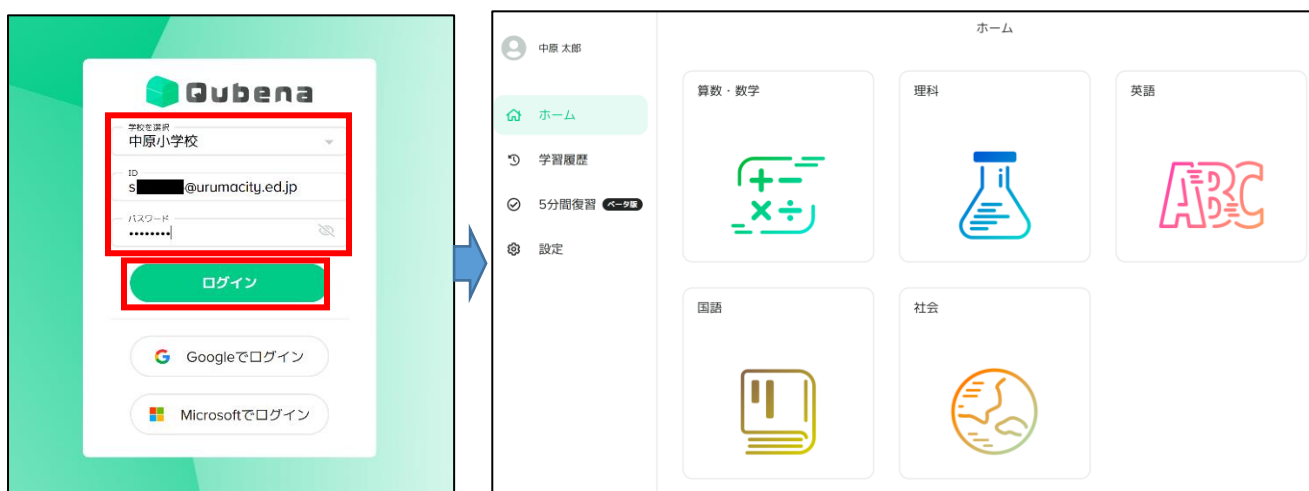 Qubena
学校を選択
中原小学校
ID
s @urumacity.ed.jp
パスワード
ログイン
Googleでログイン
Microsoftでログイン
中原 太郎
ホーム
学習履歴
5分間復習 ベータ版
設定
ホーム
算数・数学
理科
英語
ABC
国語
社会